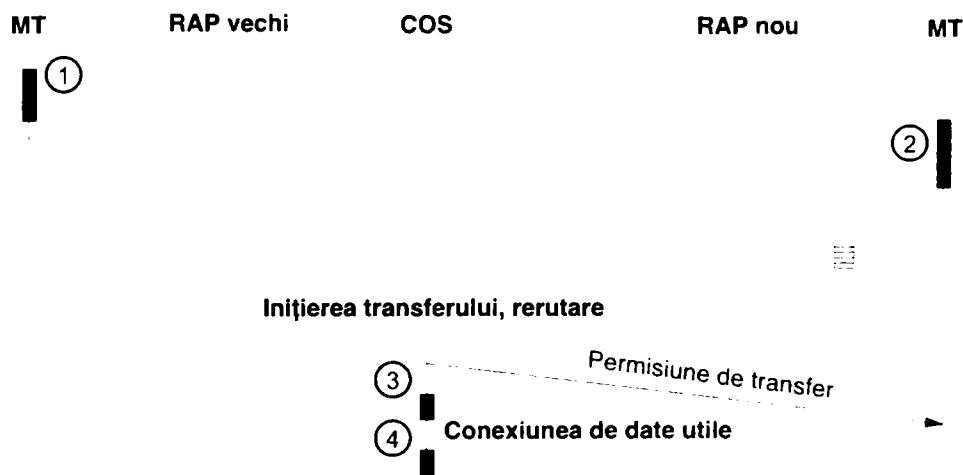 MT RAP vechi COS RAP nou MT
1
2
Inițierea transferului, rerutare
Permisiune de transfer
3
4 Conexiunea de date utile